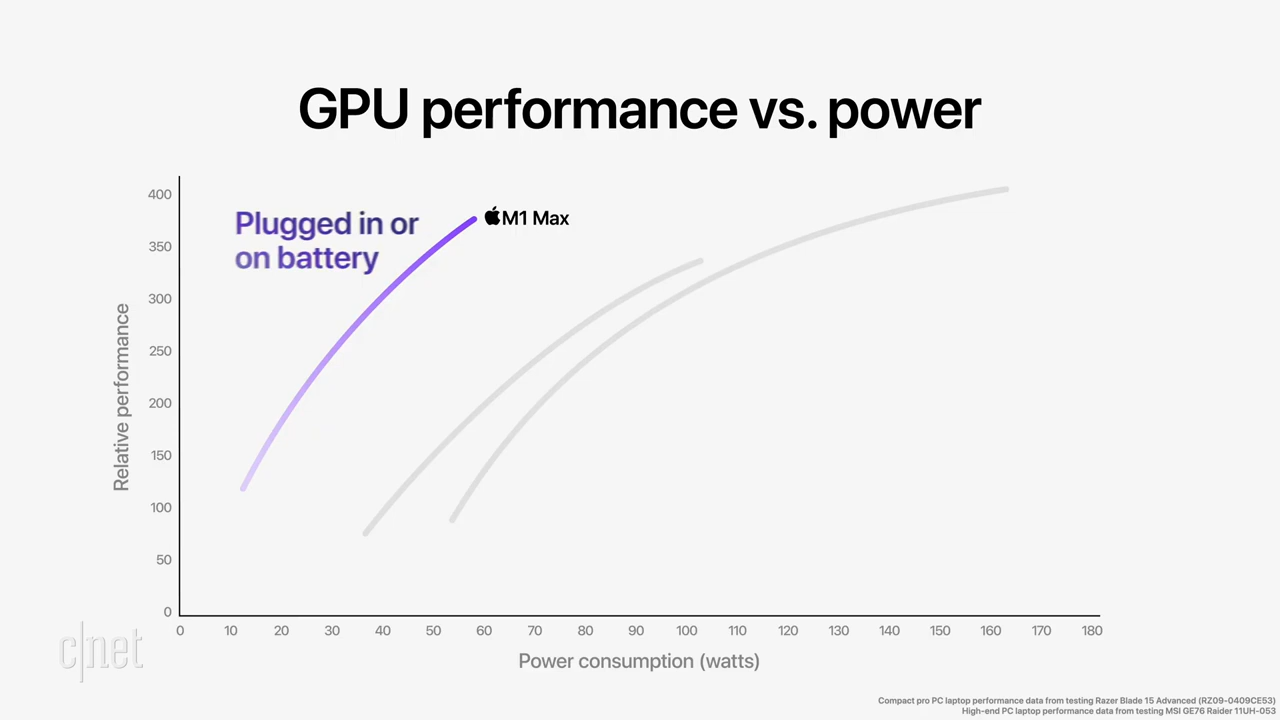 GPU performance vs. power
400
350
300
250
200
150
100
50
0
Relative performance
Plugged in or
on battery
M1 Max
0 10 20 30 40 50 60 70 80 90 100 110 120 130 140 150 160 170 180
Power consumption (watts)
c|net
Compact pro PC laptop performance data from testing Razer Blade 15 Advanced (RZ09-0409CE53)
High-end PC laptop performance data from testing MSI GE76 Raider 11UH-053